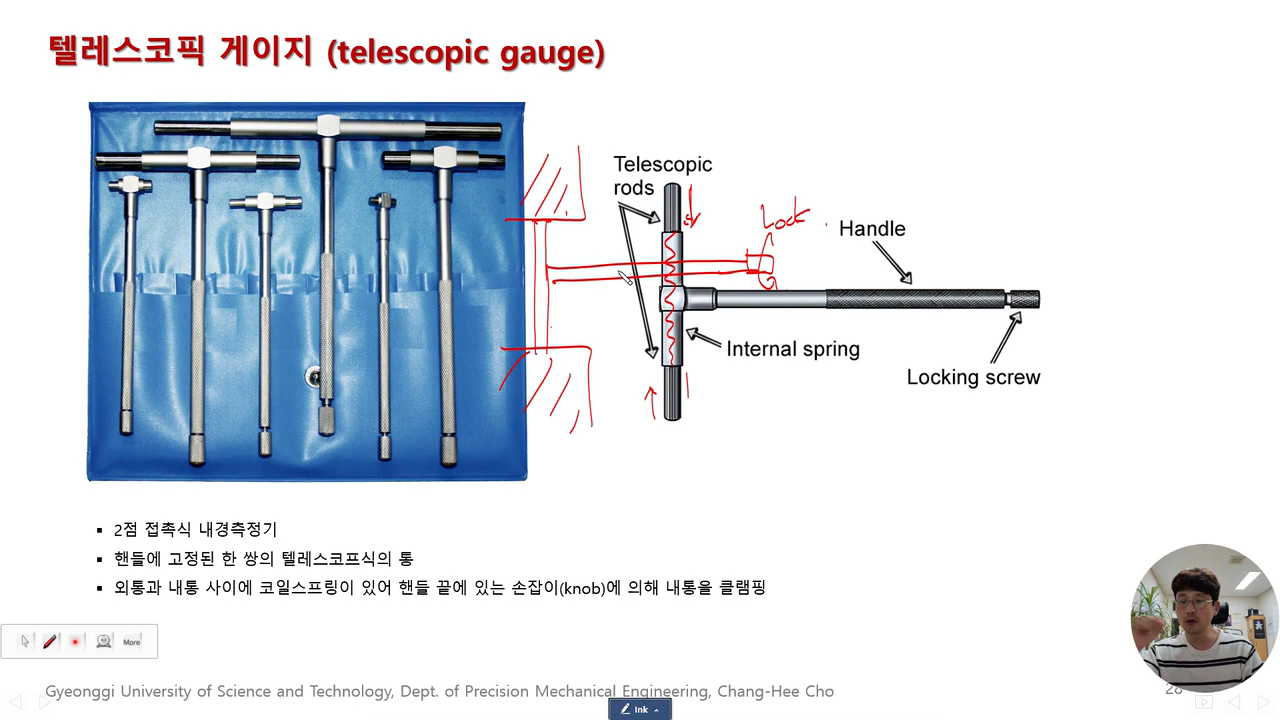 텔레스코픽 게이지 (telescopic gauge)
Telescopic
rods
Lock
Handle
Internal spring
Locking screw
▪ 2점 접촉식 내경측정기
▪ 핸들에 고정된 한 쌍의 텔레스코프식의 통
▪ 외통과 내통 사이에 코일스프링이 있어 핸들 끝에 있는 손잡이(knob)에 의해 내통을 클램핑
More
Gyeonggi University of Science and Technology, Dept. of Precision Mechanical Engineering, Chang-Hee Cho
28
Ink